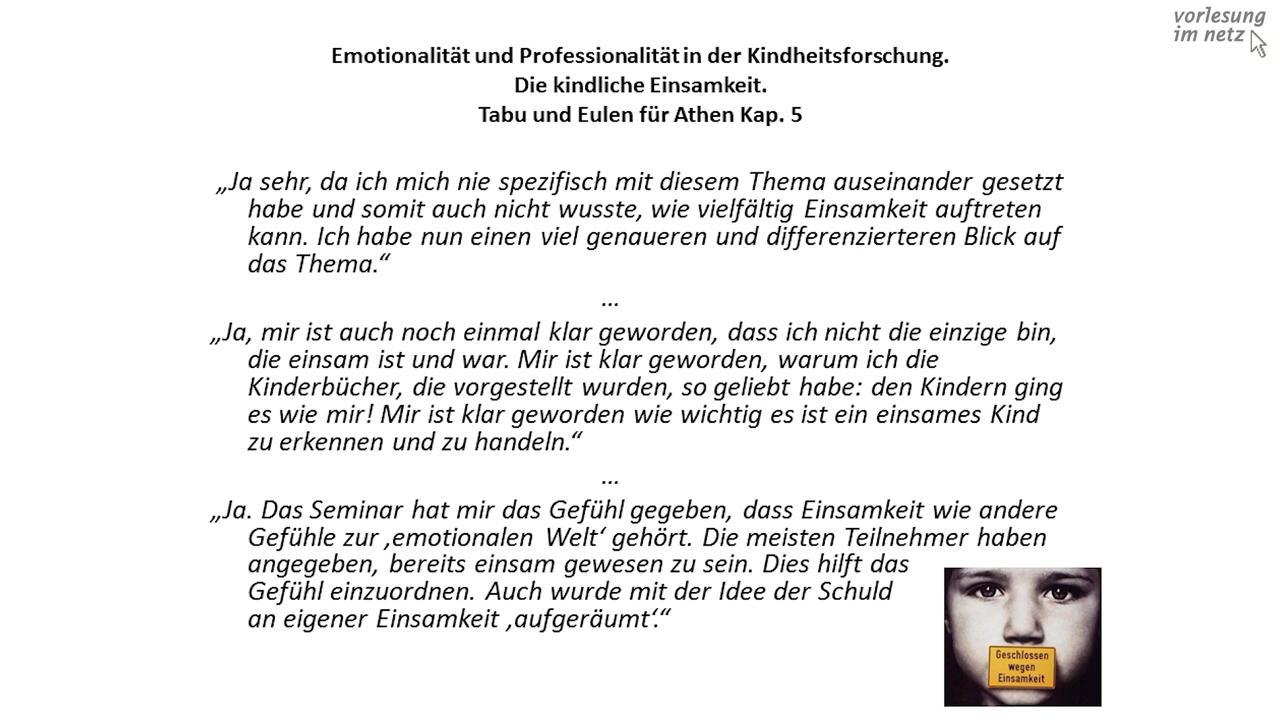 vorlesung
im netz
Emotionalität und Professionalität in der Kindheitsforschung.
Die kindliche Einsamkeit.
Tabu und Eulen für Athen Kap. 5
„Ja sehr, da ich mich nie spezifisch mit diesem Thema auseinander gesetzt
habe und somit auch nicht wusste, wie vielfältig Einsamkeit auftreten
kann. Ich habe nun einen viel genaueren und differenzierteren Blick auf
das Thema.“
…
„Ja, mir ist auch noch einmal klar geworden, dass ich nicht die einzige bin,
die einsam ist und war. Mir ist klar geworden, warum ich die
Kinderbücher, die vorgestellt wurden, so geliebt habe: den Kindern ging
es wie mir! Mir ist klar geworden wie wichtig es ist ein einsames Kind
zu erkennen und zu handeln.“
…
„Ja. Das Seminar hat mir das Gefühl gegeben, dass Einsamkeit wie andere
Gefühle zur ‚emotionalen Welt‘ gehört. Die meisten Teilnehmer haben
angegeben, bereits einsam gewesen zu sein. Dies hilft das
Gefühl einzuordnen. Auch wurde mit der Idee der Schuld
an eigener Einsamkeit ‚aufgeräumt‘.“
Geschlossen
wegen
Einsamkeit